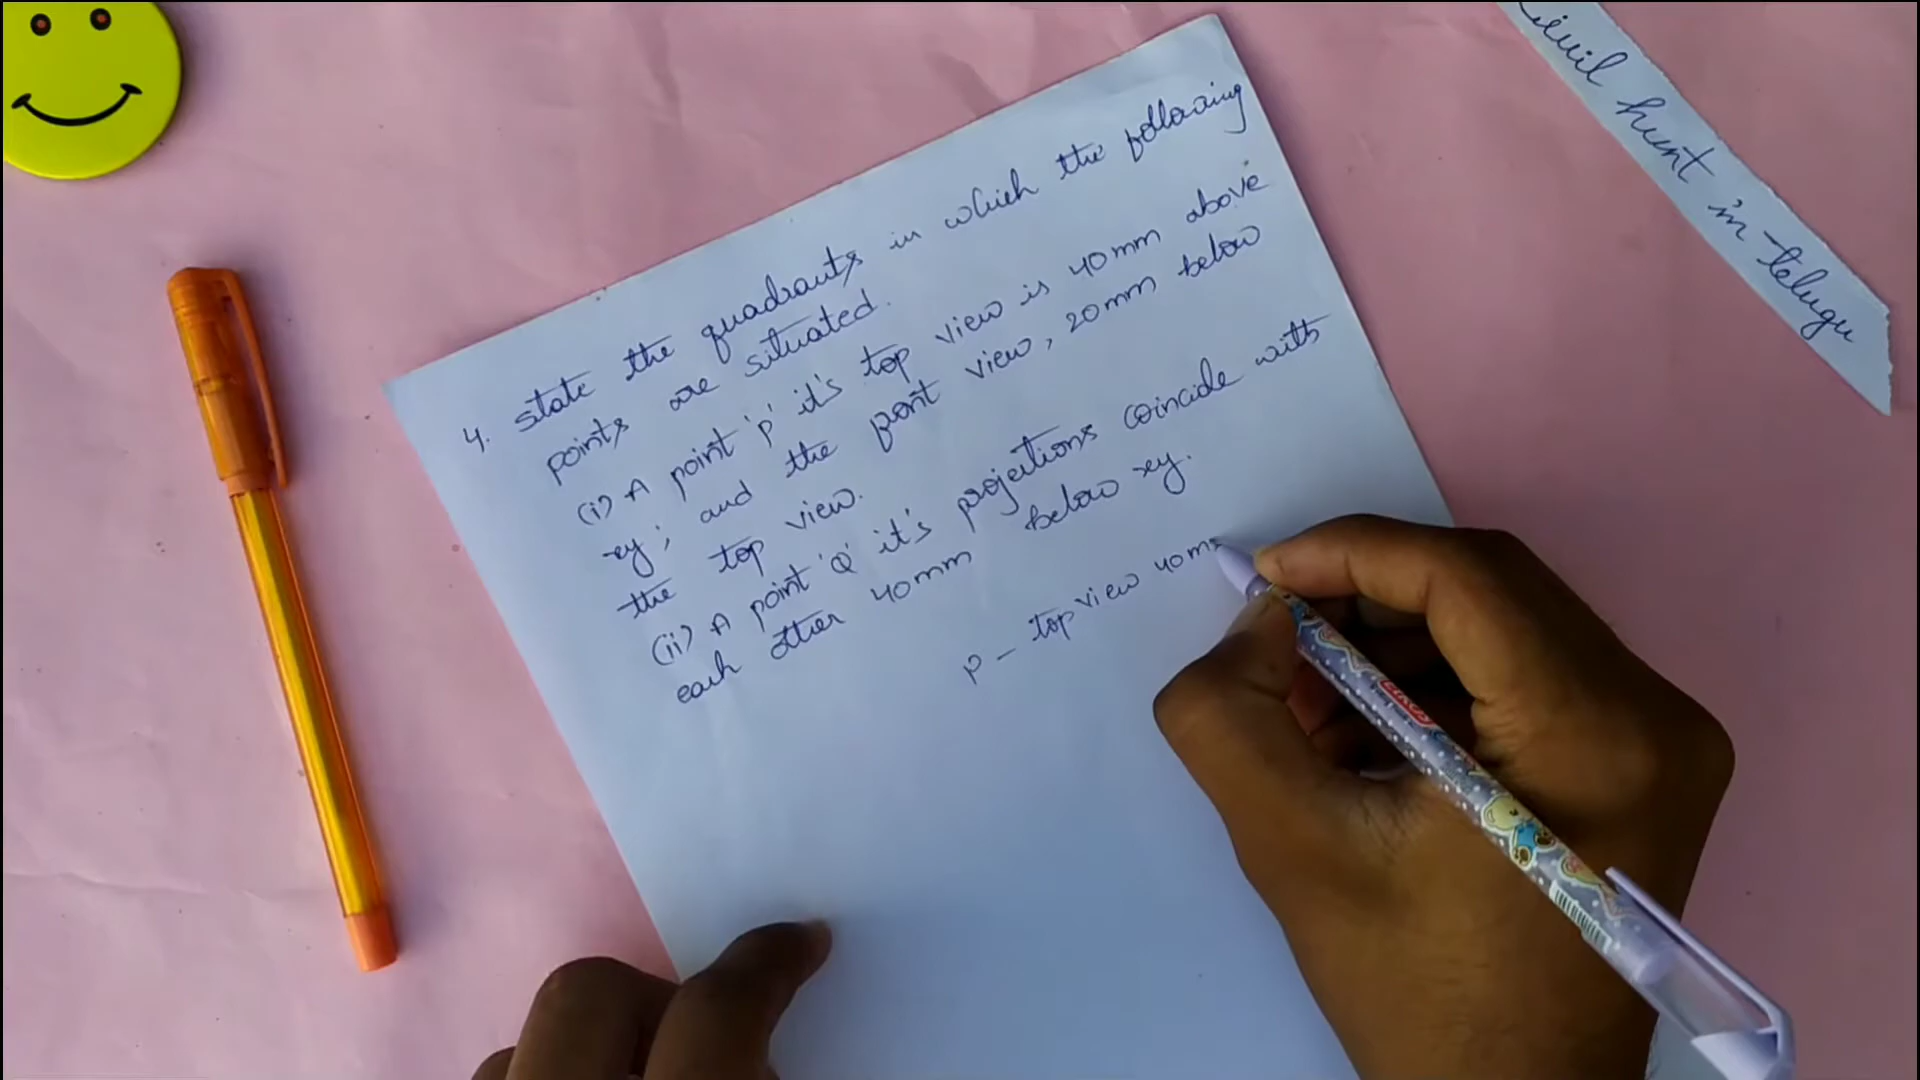 4. state the quadrants in which the following
points are situated.
(i) A point 'p' it's top view is 40mm above
xy; and the front view, 20mm below
the top view.
(ii) A point 'Q' it's projections coincide with
each other 40mm below xy.
p - top view 40m
civil hunt in telugu